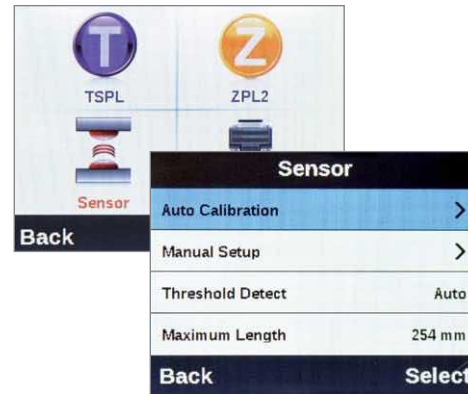 T
Z
TSPL
ZPL2
Sensor
Back
Sensor
Auto Calibration >
Manual Setup >
Threshold Detect Auto
Maximum Length 254 mm
Back Select